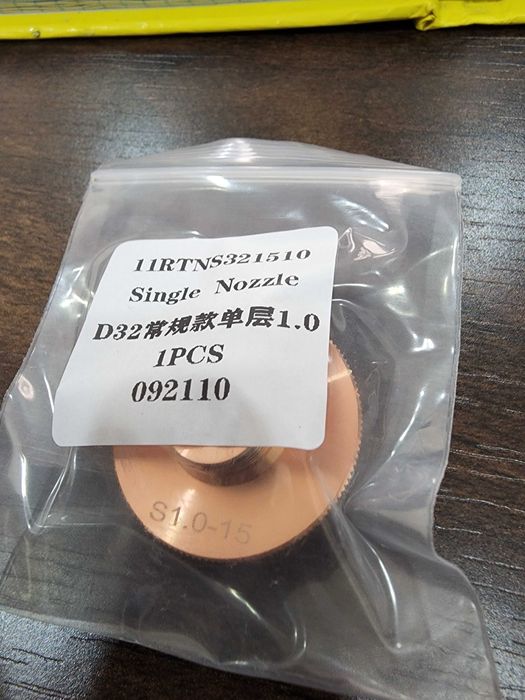 11RTNS321510
Single Nozzle
D32常规款单层1.0
1PCS
092110
S1.0-15